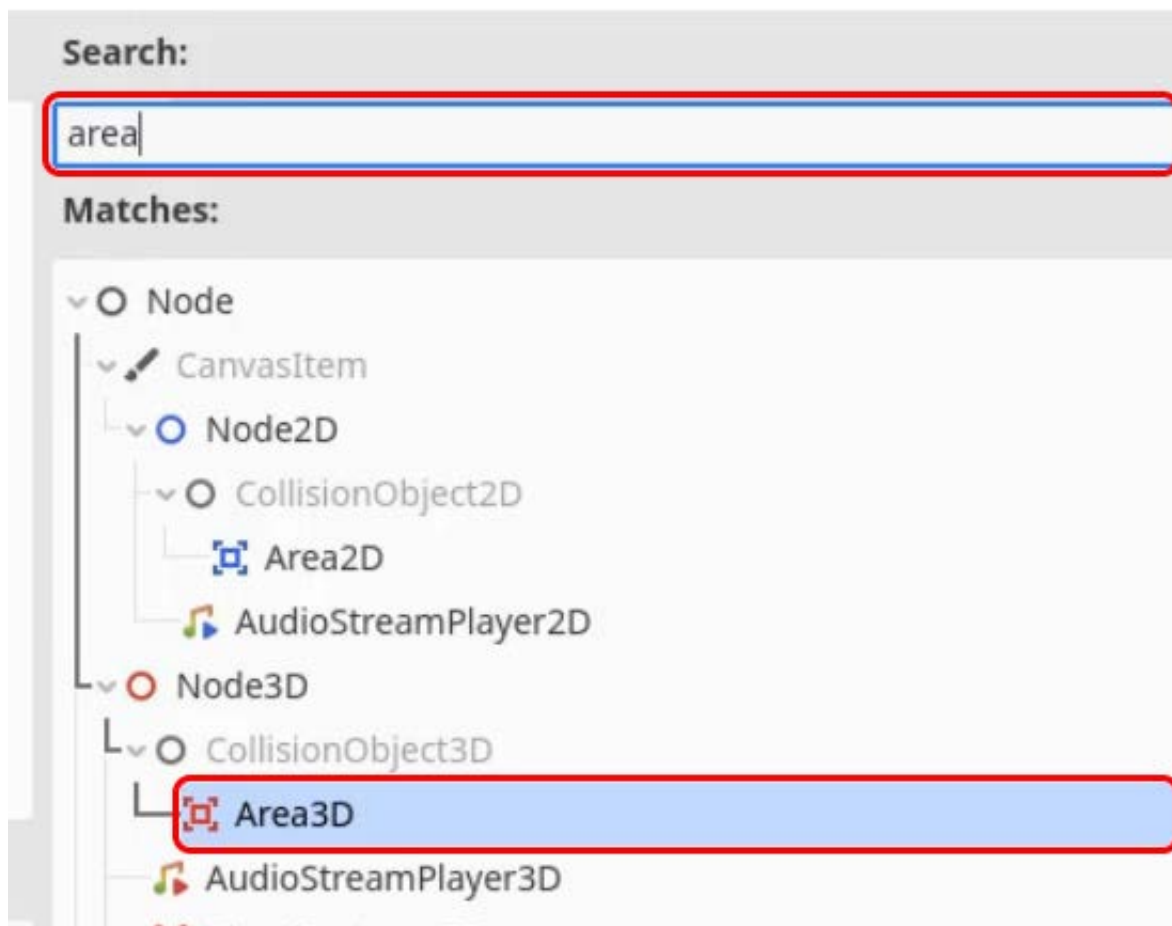 Search:
area
Matches:
Node
CanvasItem
Node2D
CollisionObject2D
Area2D
AudioStreamPlayer2D
Node3D
CollisionObject3D
Area3D
AudioStreamPlayer3D